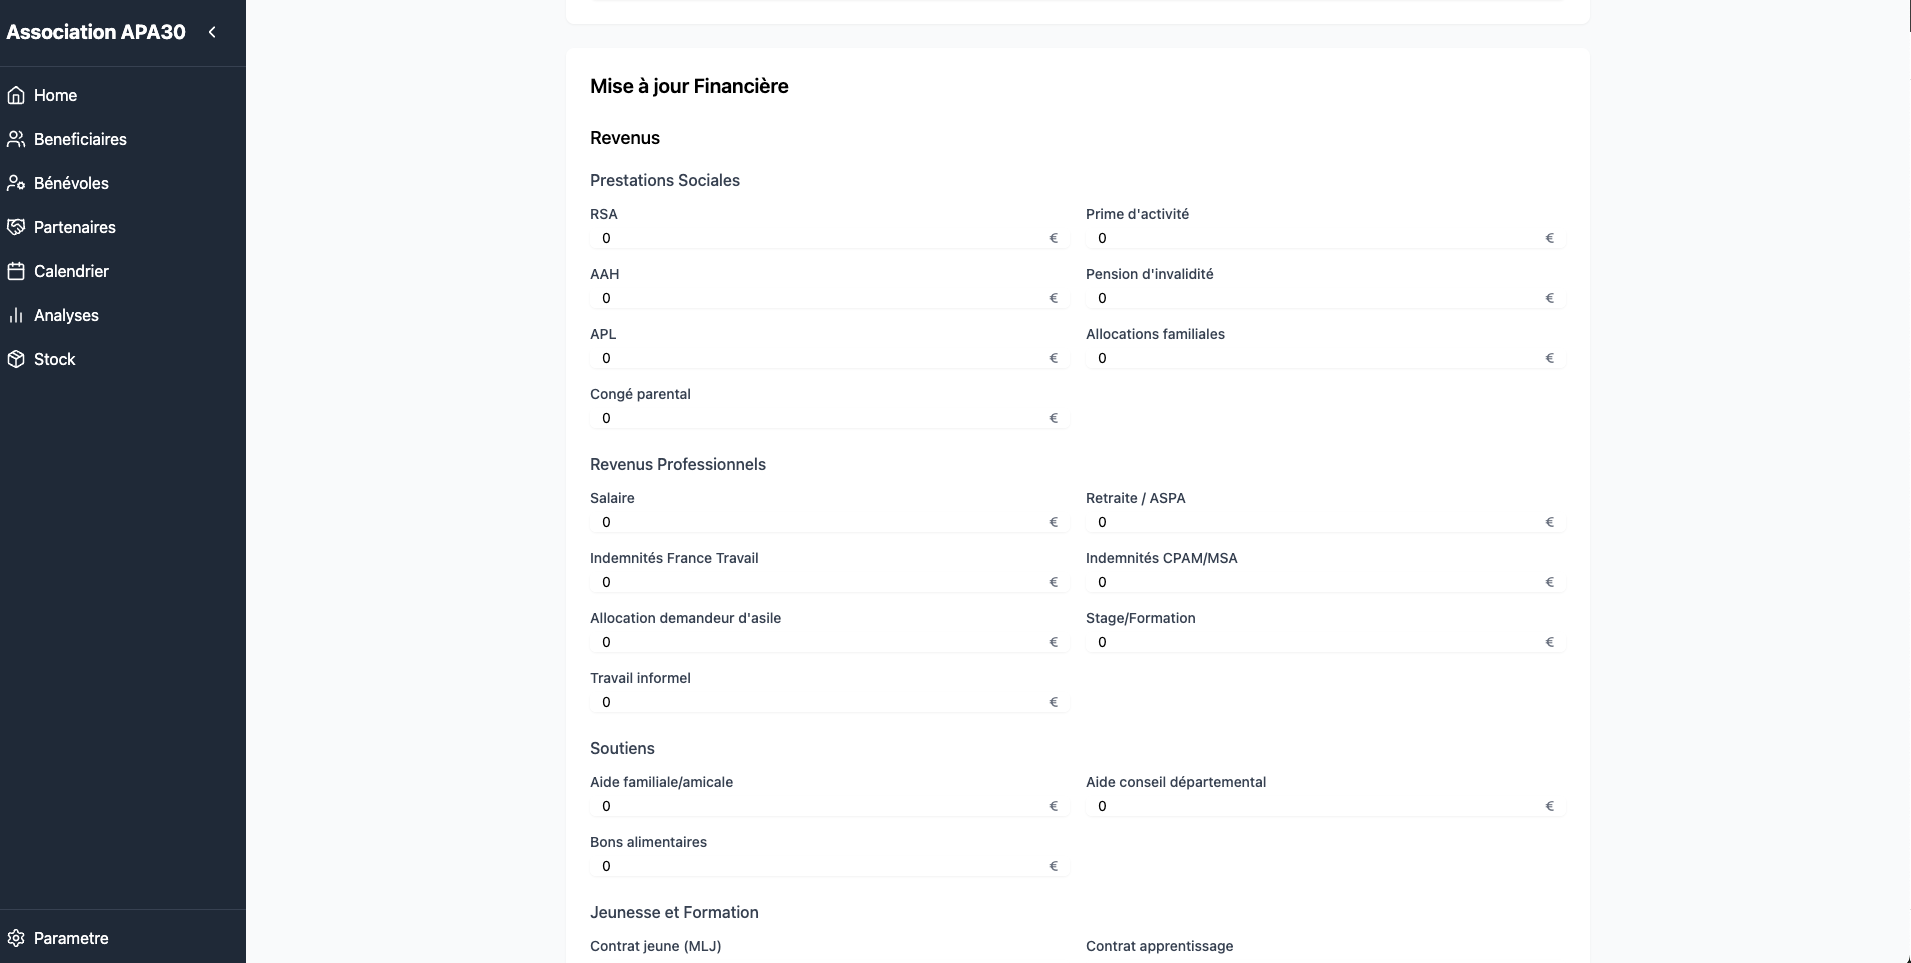 Association APA30
Home
Beneficiaires
Bénévoles
Partenaires
Calendrier
Analyses
Stock
Parametre
Mise à jour Financière
Revenus
Prestations Sociales
RSA
0 €
Prime d'activité
0 €
AAH
0 €
Pension d'invalidité
0 €
APL
0 €
Allocations familiales
0 €
Congé parental
0 €
Revenus Professionnels
Salaire
0 €
Retraite / ASPA
0 €
Indemnités France Travail
0 €
Indemnités CPAM/MSA
0 €
Allocation demandeur d'asile
0 €
Stage/Formation
0 €
Travail informel
0 €
Soutiens
Aide familiale/amicale
0 €
Aide conseil départemental
0 €
Bons alimentaires
0 €
Jeunesse et Formation
Contrat jeune (MLJ)
Contrat apprentissage